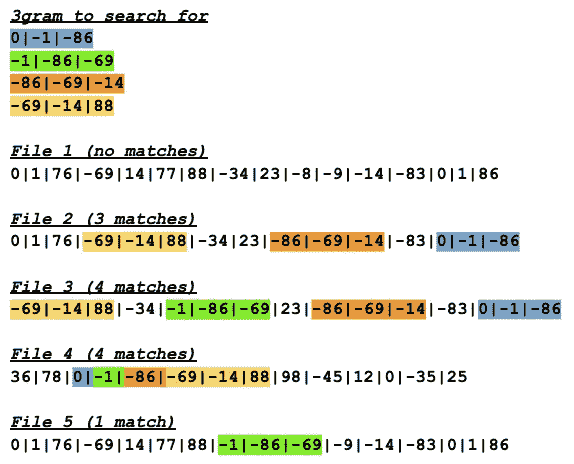 3gram to search for
0|-1|-86
-1|-86|-69
-86|-69|-14
-69|-14|88
File 1 (no matches)
0|1|76|-69|14|77|88|-34|23|-8|-9|-14|-83|0|1|86
File 2 (3 matches)
0|1|76|-69|-14|88|-34|23|-86|-69|-14|-83|0|-1|-86
File 3 (4 matches)
-69|-14|88|-34|-1|-86|-69|23|-86|-69|-14|-83|0|-1|-86
File 4 (4 matches)
36|78|0|-1|-86|-69|-14|88|98|-45|12|0|-35|25
File 5 (1 match)
0|1|76|-69|14|77|88|-1|-86|-69|-9|-14|-83|0|1|86